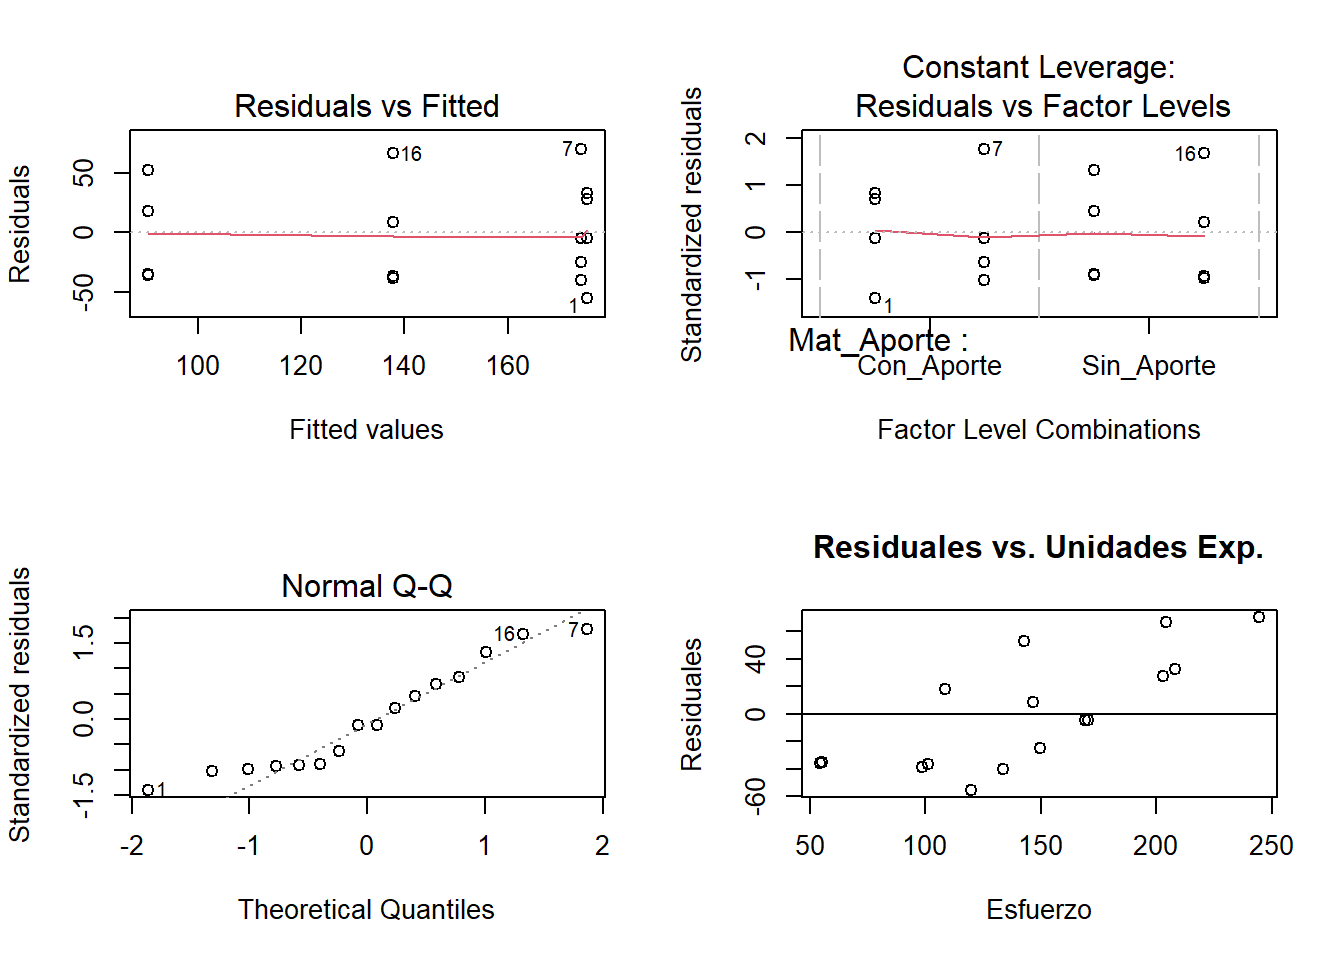 Residuals vs Fitted
Residuals
50
0
-50
16
7
1
100 120 140 160
Fitted values
Constant Leverage:
Residuals vs Factor Levels
Standardized residuals
2
1
0
-1
7
16
1
Mat_Aporte :
Con_Aporte Sin_Aporte
Factor Level Combinations
Normal Q-Q
Standardized residuals
1.5
0.0
-1.5
16
7
1
-2 -1 0 1 2
Theoretical Quantiles
Residuales vs. Unidades Exp.
Residuales
40
0
-60
50 100 150 200 250
Esfuerzo